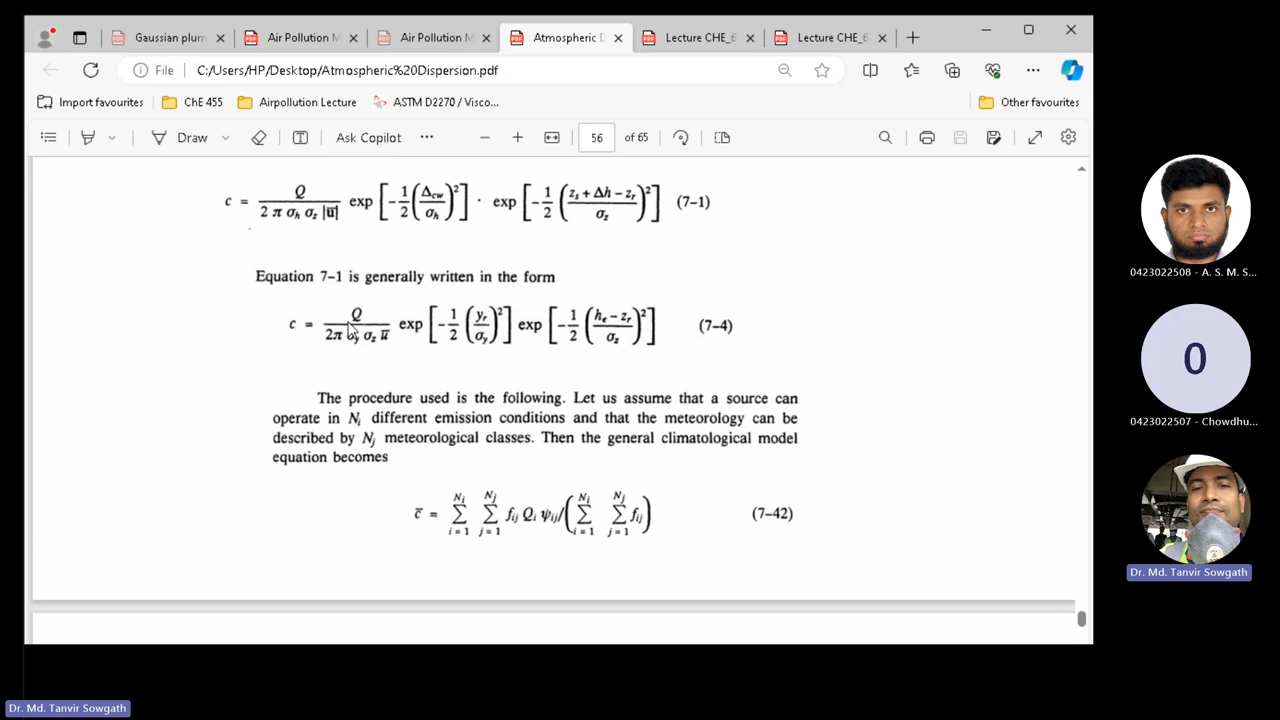 Gaussian plum
Air Pollution M
Air Pollution M
Atmospheric D
Lecture CHE_6
Lecture CHE_6
File
C:/Users/HP/Desktop/Atmospheric%20Dispersion.pdf
Import favourites
ChE 455
Airpollution Lecture
ASTM D2270 / Visco...
Other favourites
Draw
Ask Copilot
56
of 65
c = Q / (2 π σh σz |u̅|) exp [−1/2 (Δcw/σh)²] · exp [−1/2 ((zs + Δh − zr)/σz)²] (7–1)
Equation 7–1 is generally written in the form
c = Q / (2π σy σz u̅) exp [−1/2 (yr/σy)²] exp [−1/2 ((he − zr)/σz)²] (7–4)
The procedure used is the following. Let us assume that a source can
operate in Ni different emission conditions and that the meteorology can be
described by Nj meteorological classes. Then the general climatological model
equation becomes
c̅ = Σ(i=1 to Ni) Σ(j=1 to Nj) fij Qi ψij/(Σ(i=1 to Ni) Σ(j=1 to Nj) fij) (7–42)
0423022508 - A. S. M. S...
O
0423022507 - Chowdhu...
Dr. Md. Tanvir Sowgath
Dr. Md. Tanvir Sowgath